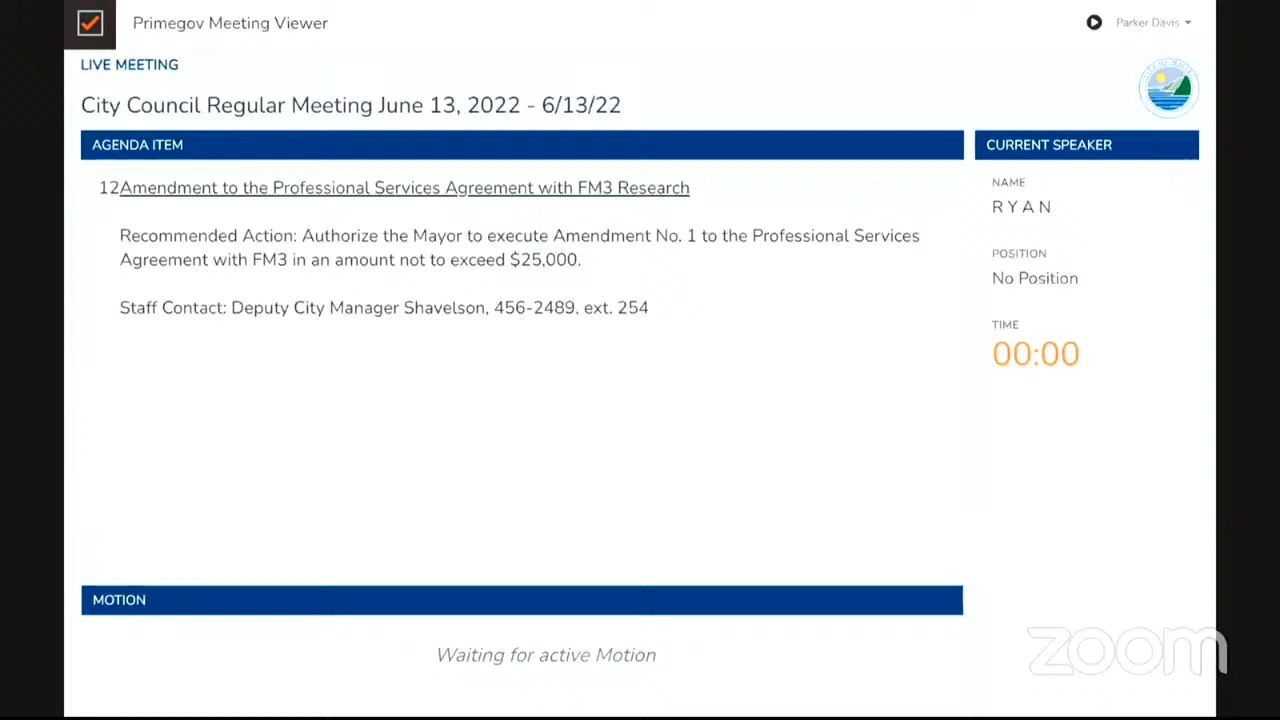 Primegov Meeting Viewer
Parker Davis
LIVE MEETING
City Council Regular Meeting June 13, 2022 - 6/13/22
AGENDA ITEM
CURRENT SPEAKER
12Amendment to the Professional Services Agreement with FM3 Research
Recommended Action: Authorize the Mayor to execute Amendment No. 1 to the Professional Services
Agreement with FM3 in an amount not to exceed $25,000.
Staff Contact: Deputy City Manager Shavelson, 456-2489, ext. 254
NAME
R Y A N
POSITION
No Position
TIME
00:00
MOTION
Waiting for active Motion
zoom